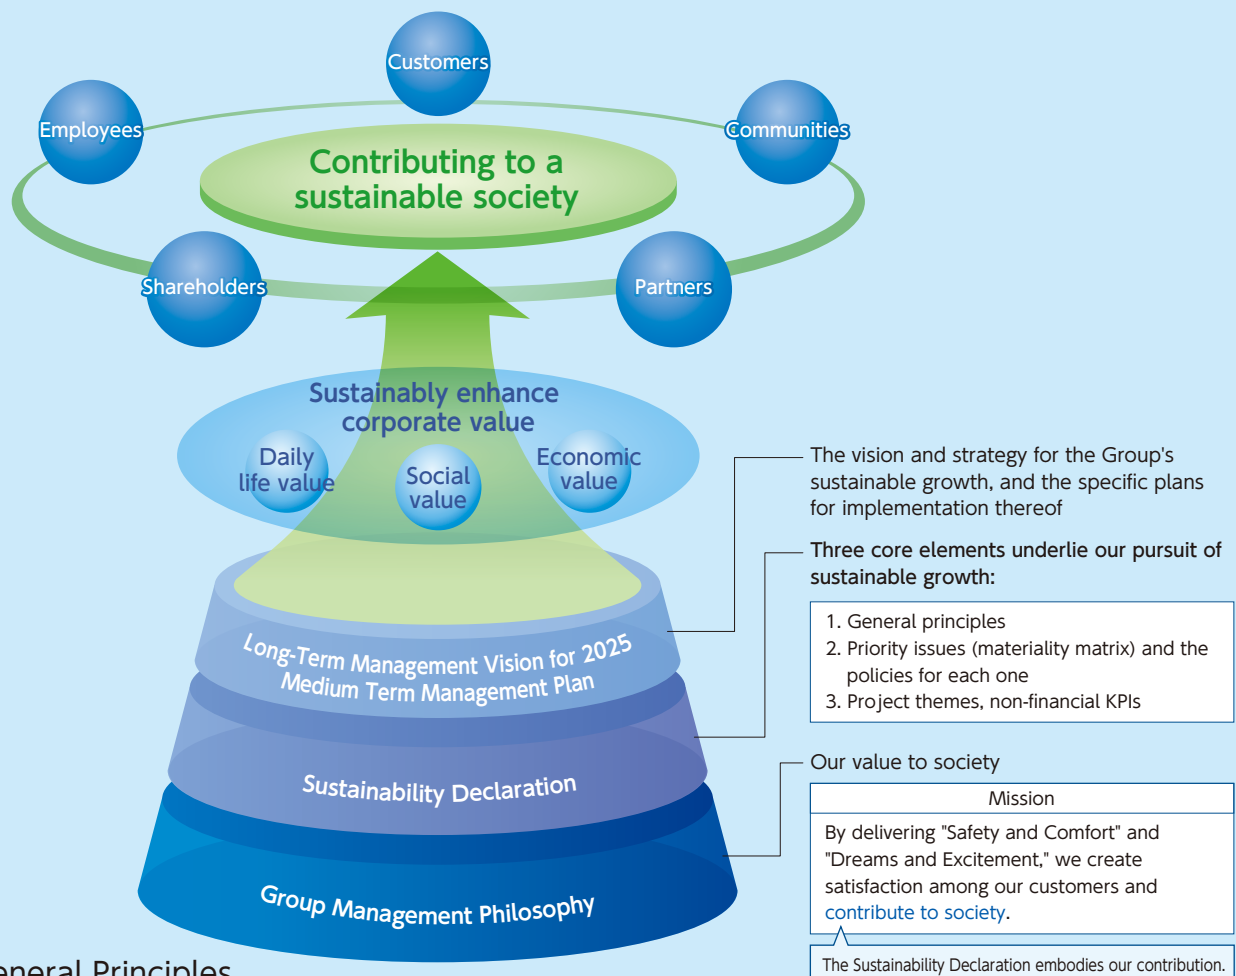 Customers
Employees
Communities
Contributing to a
sustainable society
Shareholders
Partners
Sustainably enhance
corporate value
Daily
life value
Social
value
Economic
value
Long-Term Management Vision for 2025
Medium Term Management Plan
Sustainability Declaration
Group Management Philosophy
The vision and strategy for the Group's
sustainable growth, and the specific plans
for implementation thereof
Three core elements underlie our pursuit of
sustainable growth:
1. General principles
2. Priority issues (materiality matrix) and the
policies for each one
3. Project themes, non-financial KPIs
Our value to society
Mission
By delivering "Safety and Comfort" and
"Dreams and Excitement," we create
satisfaction among our customers and
contribute to society.
The Sustainability Declaration embodies our contribution.
eneral Principles